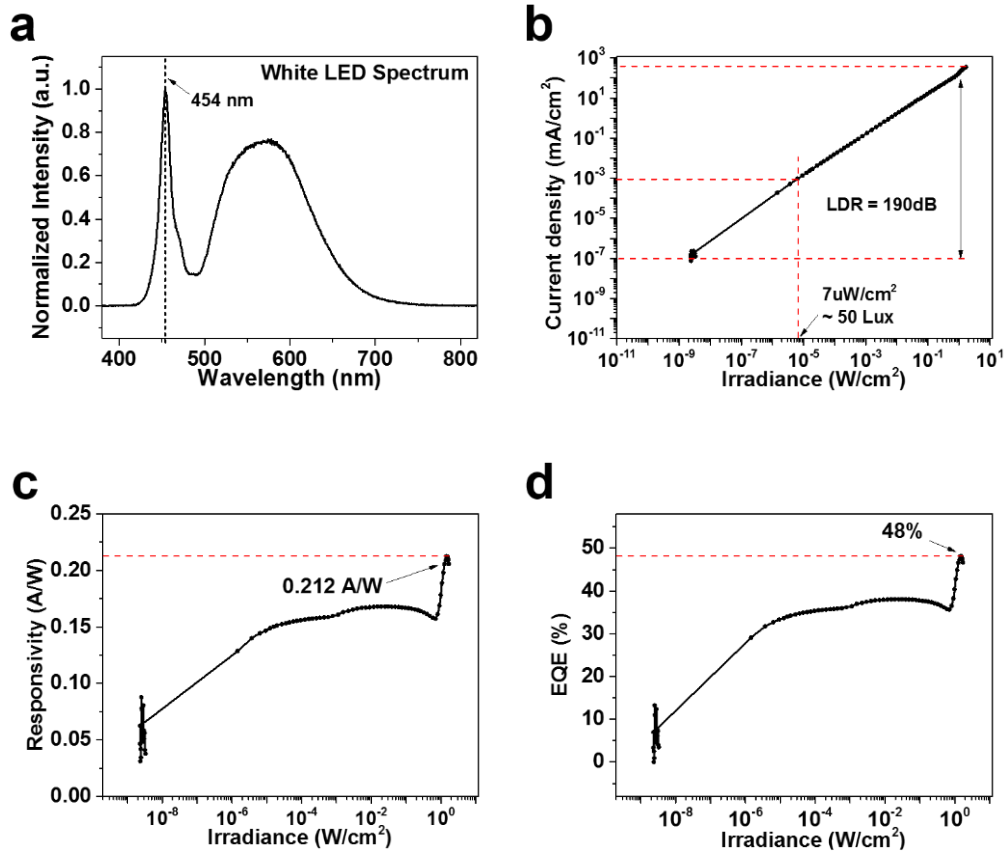 a
White LED Spectrum
454 nm
Normalized Intensity (a.u.)
1.0
0.8
0.6
0.4
0.2
0.0
400 500 600 700 800
Wavelength (nm)
b
Current density (mA/cm²)
10³
10¹
10⁻¹
10⁻³
10⁻⁵
10⁻⁷
10⁻⁹
10⁻¹¹
LDR = 190dB
7uW/cm²
~ 50 Lux
10⁻¹¹ 10⁻⁹ 10⁻⁷ 10⁻⁵ 10⁻³ 10⁻¹ 10¹
Irradiance (W/cm²)
c
Responsivity (A/W)
0.25
0.20
0.15
0.10
0.05
0.00
0.212 A/W
10⁻⁸ 10⁻⁶ 10⁻⁴ 10⁻² 10⁰
Irradiance (W/cm²)
d
EQE (%)
50
40
30
20
10
0
48%
10⁻⁸ 10⁻⁶ 10⁻⁴ 10⁻² 10⁰
Irradiance (W/cm²)